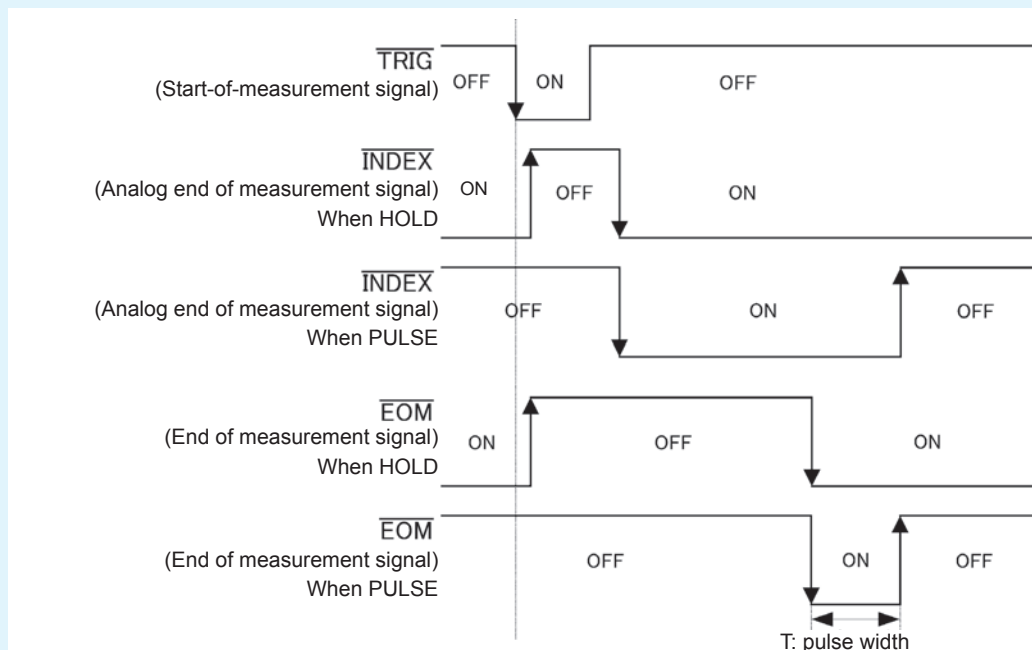 TRIG
(Start-of-measurement signal) OFF ON OFF
INDEX
(Analog end of measurement signal) ON OFF ON
When HOLD
INDEX
(Analog end of measurement signal) OFF ON OFF
When PULSE
EOM
(End of measurement signal) ON OFF ON
When HOLD
EOM
(End of measurement signal) OFF ON OFF
When PULSE
T: pulse width